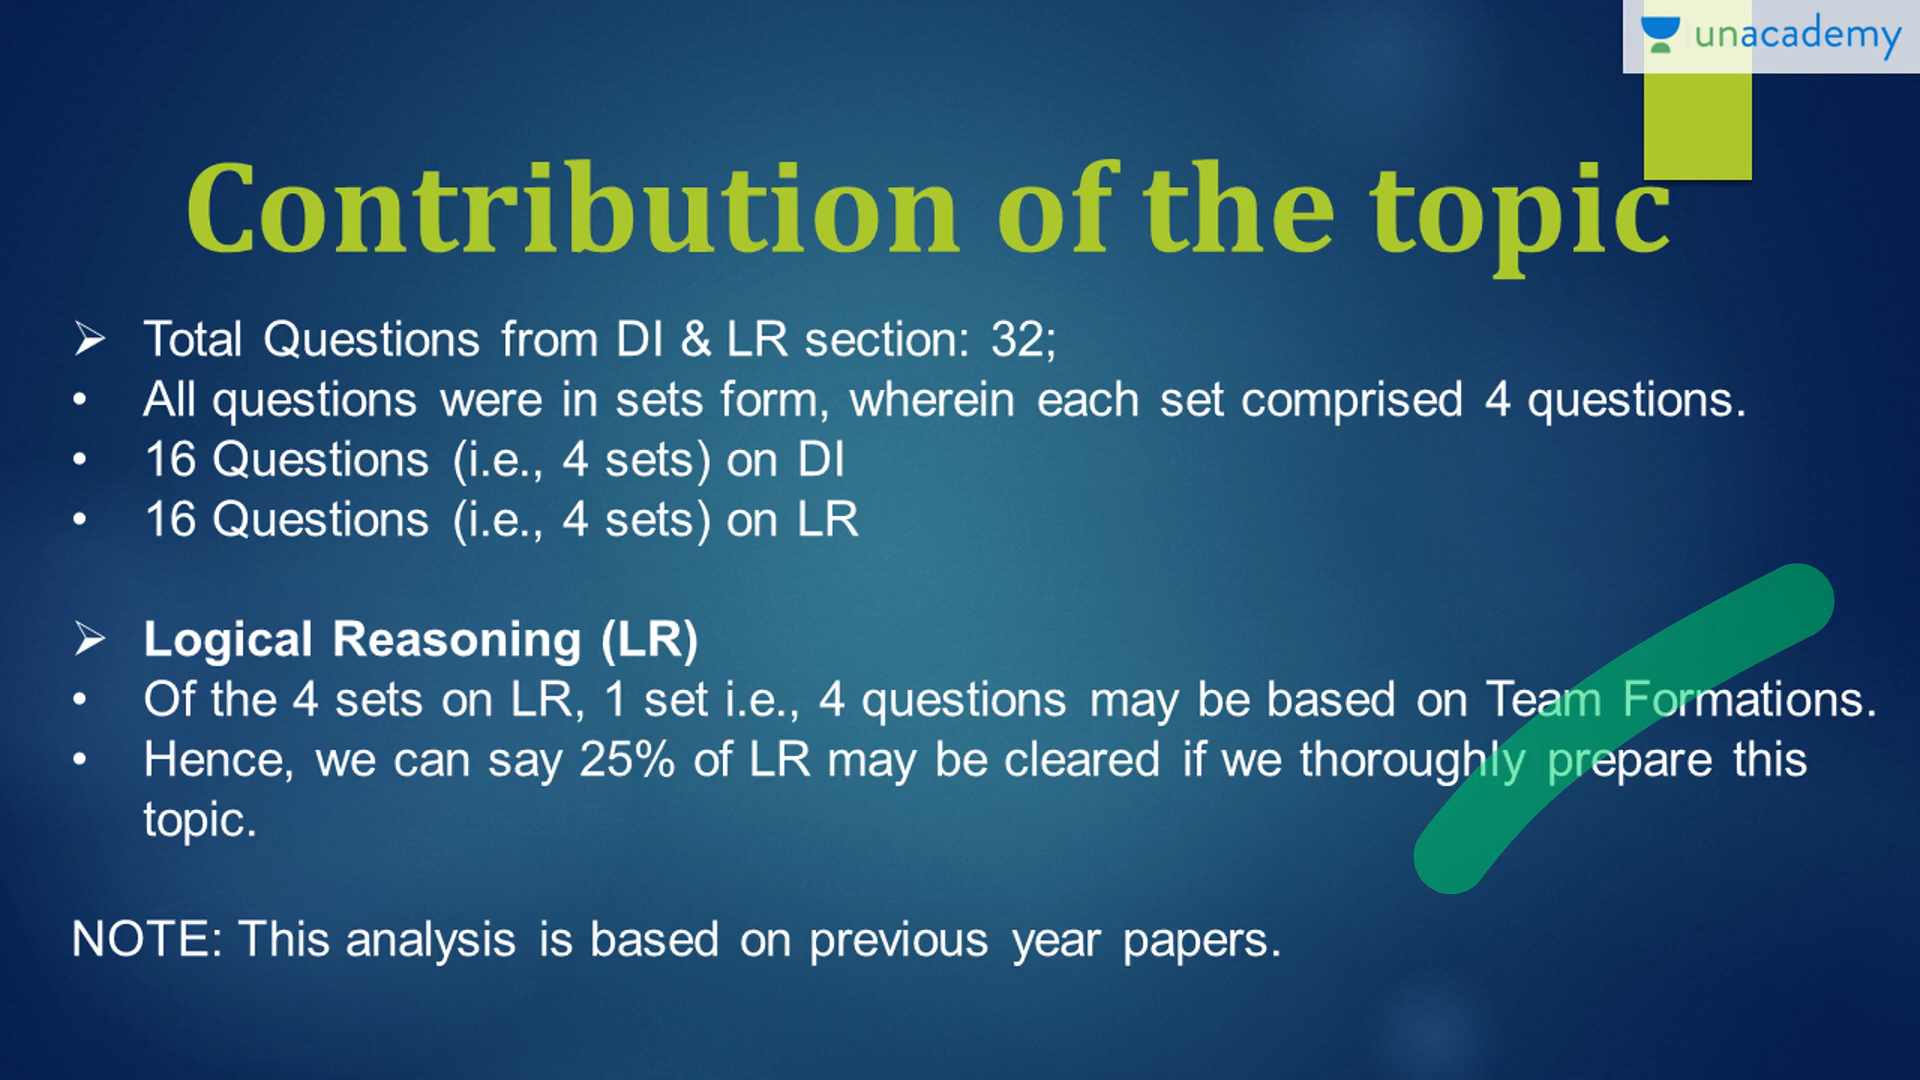 unacademy
Contribution of the topic
➢ Total Questions from DI & LR section: 32;
• All questions were in sets form, wherein each set comprised 4 questions.
• 16 Questions (i.e., 4 sets) on DI
• 16 Questions (i.e., 4 sets) on LR
➢ Logical Reasoning (LR)
• Of the 4 sets on LR, 1 set i.e., 4 questions may be based on Team Formations.
• Hence, we can say 25% of LR may be cleared if we thoroughly prepare this
topic.
NOTE: This analysis is based on previous year papers.